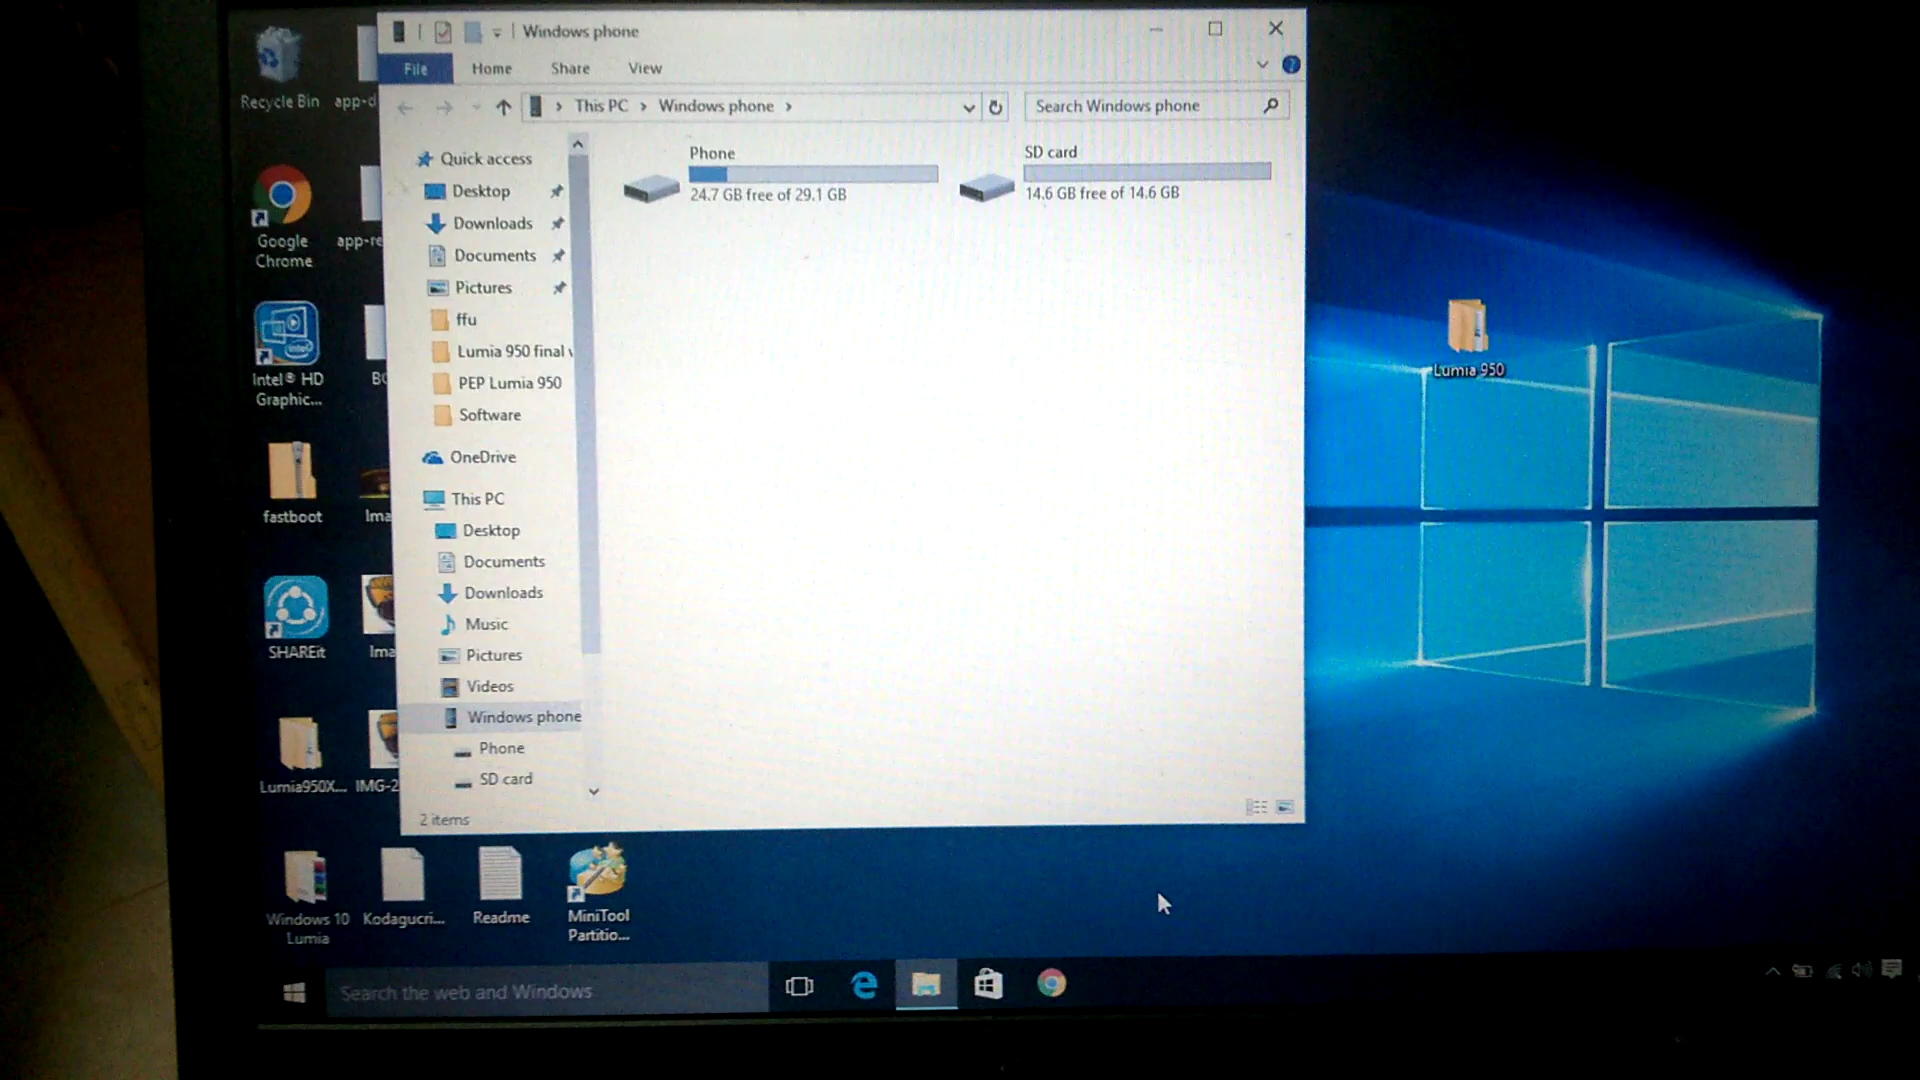 Windows phone
File Home Share View
This PC > Windows phone >
Search Windows phone
Quick access
Desktop
Downloads
Documents
Pictures
ffu
Lumia 950 final
PEP Lumia 950
Software
OneDrive
This PC
Desktop
Documents
Downloads
Music
Pictures
Videos
Windows phone
Phone
SD card
2 items
Phone
24.7 GB free of 29.1 GB
SD card
14.6 GB free of 14.6 GB
Recycle Bin
app-d
Google
Chrome
app-re
Intel® HD
Graphic...
BC
fastboot
Ima
SHAREit
Ima
Lumia950X...
IMG-2
Windows 10
Lumia
Kodagucri...
Readme
MiniTool
Partitio...
Lumia 950
Search the web and Windows